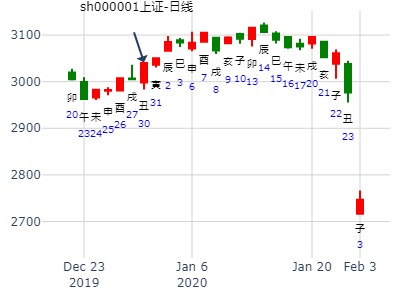 sh000001上证-日线
3100
3000
2900
2800
2700
卯 20
午 23
未 24
申 25
酉 26
戌 27
丑 30
寅 31
辰 2
巳 3
申 6
酉 7
戌 8
亥 9
子 10
卯 13
辰 14
巳 15
午 16
未 17
戌 20
亥 21
子 22
丑 23
子 3
Dec 23
2019
Jan 6
2020
Jan 20
Feb 3